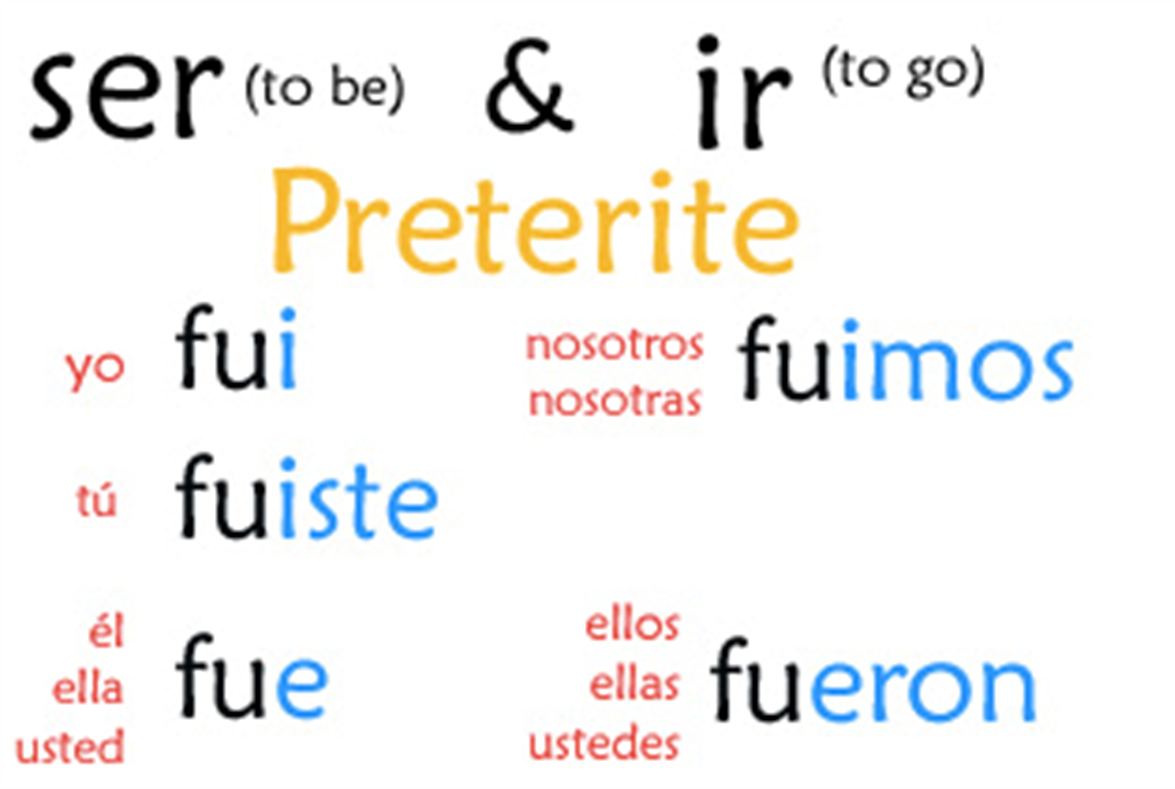 ser (to be) & ir (to go)
Preterite
yo fui
nosotros
nosotras
fuimos
tú fuiste
él
ella
usted
fue
ellos
ellas
ustedes
fueron